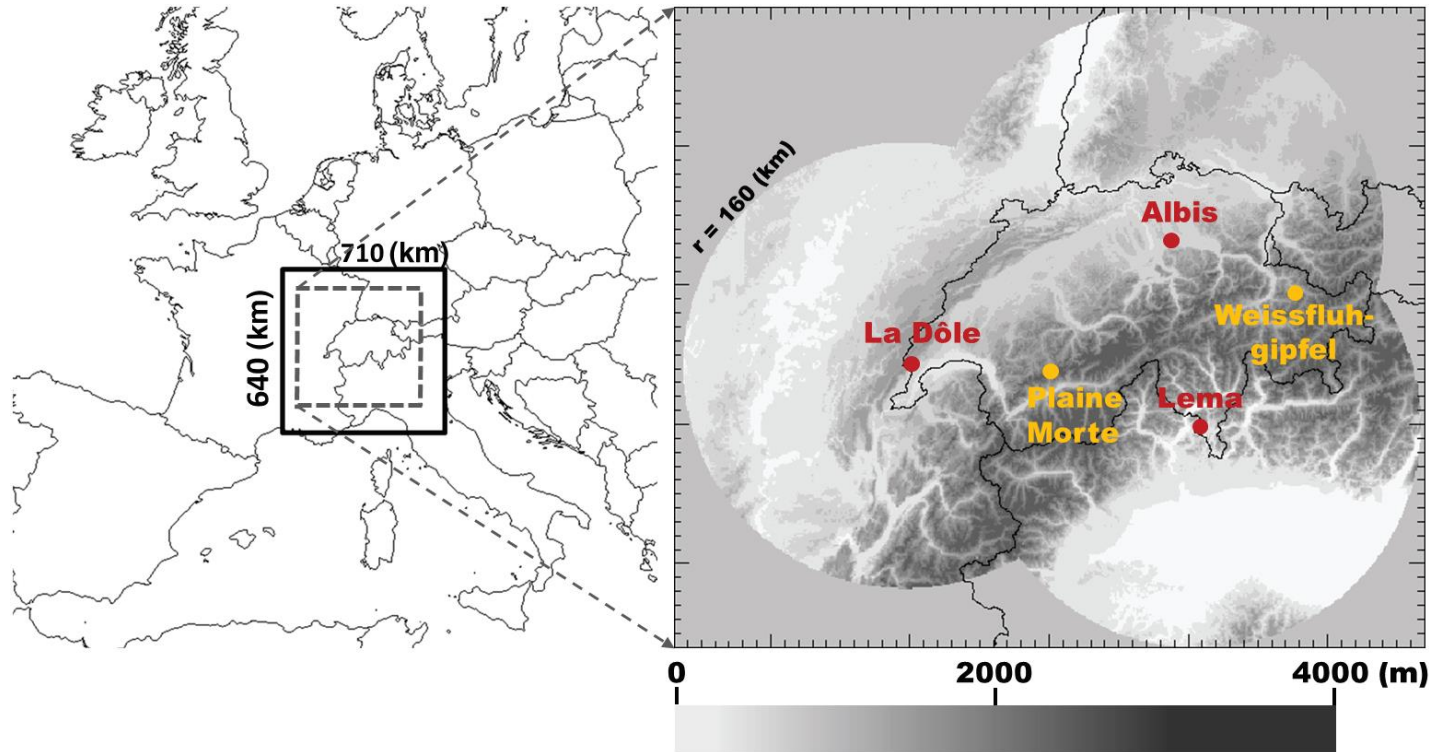 710 (km)
640 (km)
r = 160 (km)
Albis
Weissfluh-
gipfel
La Dôle
Plaine
Morte
Lema
0 2000 4000 (m)